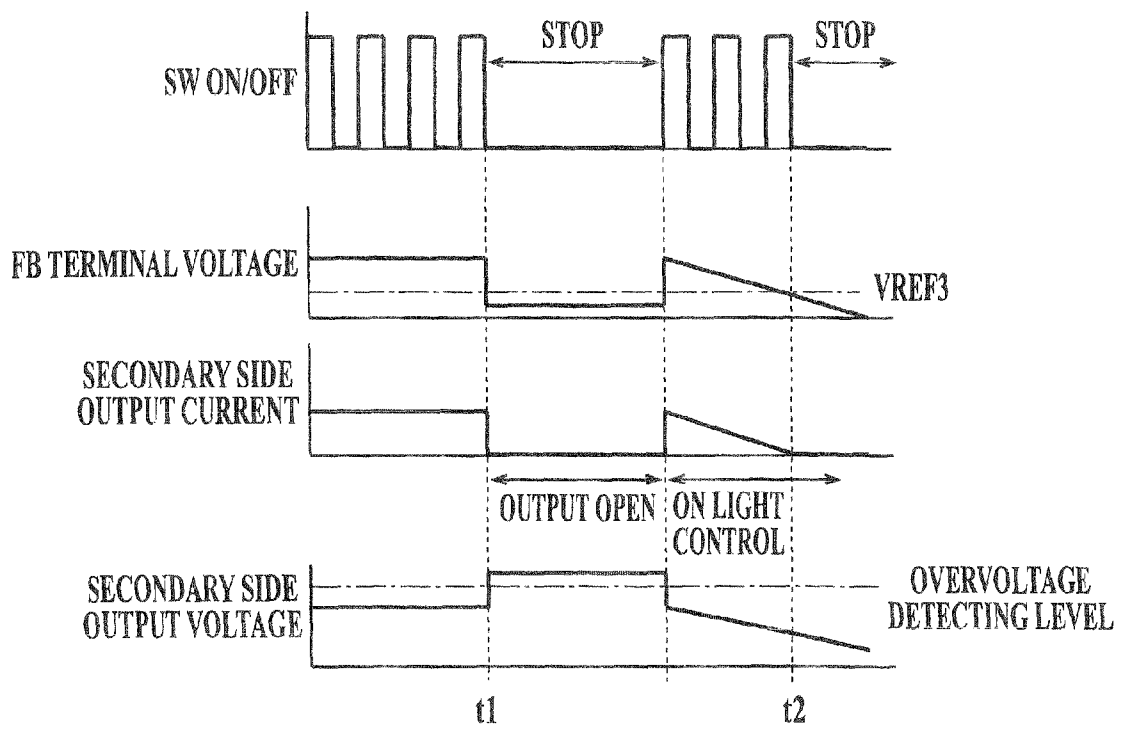 STOP
STOP
SW ON/OFF
FB TERMINAL VOLTAGE
VREF3
SECONDARY SIDE
OUTPUT CURRENT
OUTPUT OPEN
ON LIGHT
CONTROL
SECONDARY SIDE
OUTPUT VOLTAGE
OVERVOLTAGE
DETECTING LEVEL
t1
t2